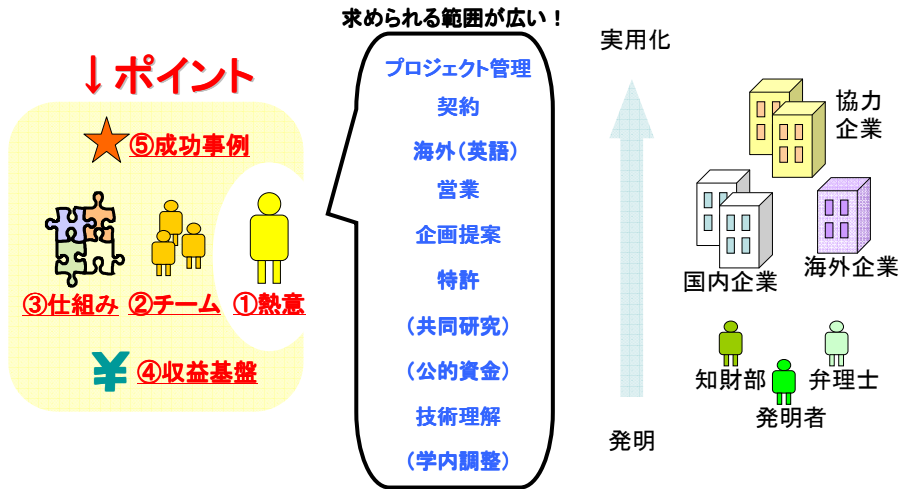 求められる範囲が広い！
↓ポイント
⑤成功事例
③仕組み
②チーム
①熱意
¥
④収益基盤
プロジェクト管理
契約
海外（英語）
営業
企画提案
特許
（共同研究）
（公的資金）
技術理解
（学内調整）
実用化
発明
協力
企業
国内企業
海外企業
知財部
弁理士
発明者